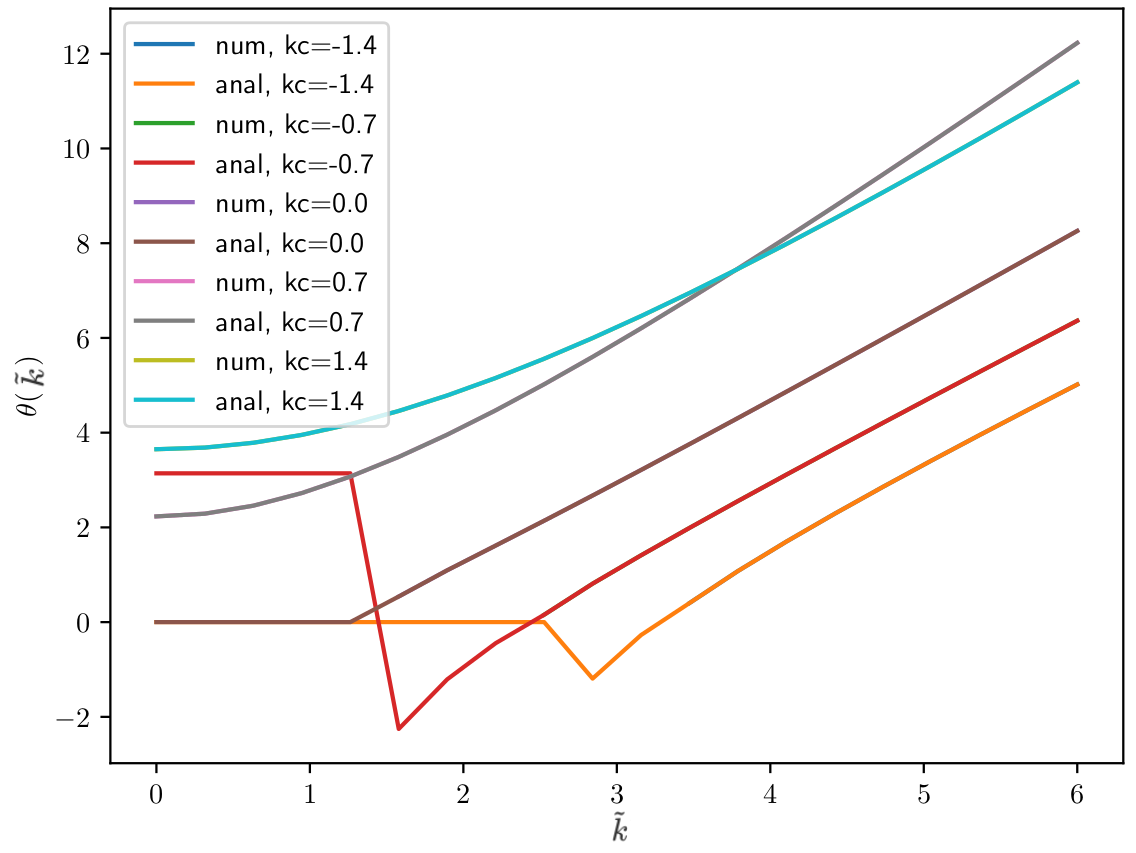 num, kc=-1.4
anal, kc=-1.4
num, kc=-0.7
anal, kc=-0.7
num, kc=0.0
anal, kc=0.0
num, kc=0.7
anal, kc=0.7
num, kc=1.4
anal, kc=1.4
12
10
8
6
4
2
0
−2
θ(k̃)
0 1 2 3 4 5 6
k̃